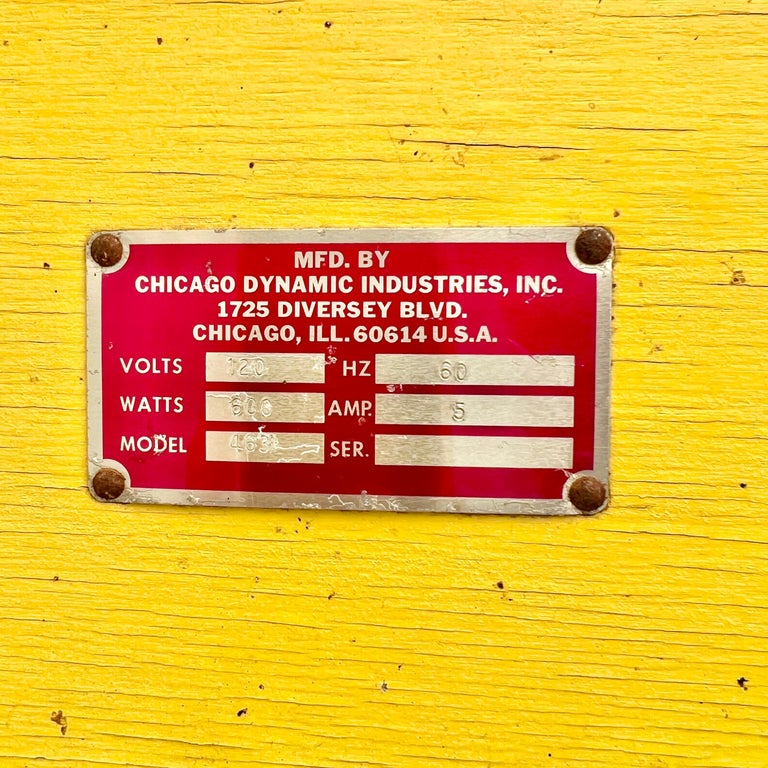 MFD. BY
CHICAGO DYNAMIC INDUSTRIES, INC.
1725 DIVERSEY BLVD.
CHICAGO, ILL. 60614 U.S.A.
VOLTS 120 HZ 60
WATTS 600 AMP. 5
MODEL 463 SER.